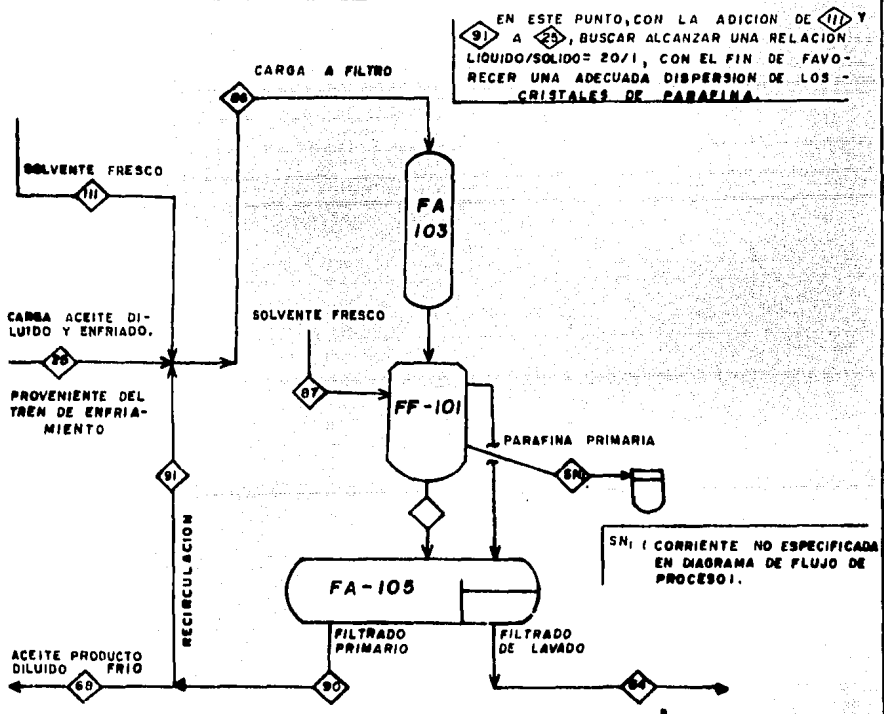 EN ESTE PUNTO, CON LA ADICION DE 111 Y
91 A 25, BUSCAR ALCANZAR UNA RELACION
LIQUIDO/SOLIDO= 20/1, CON EL FIN DE FAVO-
RECER UNA ADECUADA DISPERSION DE LOS -
CRISTALES DE PARAFINA.
CARGA A FILTRO
SOLVENTE FRESCO
111
FA
103
CARGA ACEITE DI-
LUIDO Y ENFRIADO.
25
PROVENIENTE DEL
TREN DE ENFRIA-
MIENTO
SOLVENTE FRESCO
87
FF-101
PARAFINA PRIMARIA
SN1
91
RECIRCULACION
SN1 ( CORRIENTE NO ESPECIFICADA
EN DIAGRAMA DE FLUJO DE
PROCESO).
FA-105
FILTRADO
PRIMARIO
FILTRADO
DE LAVADO
ACEITE PRODUCTO
DILUIDO FRIO
68
90